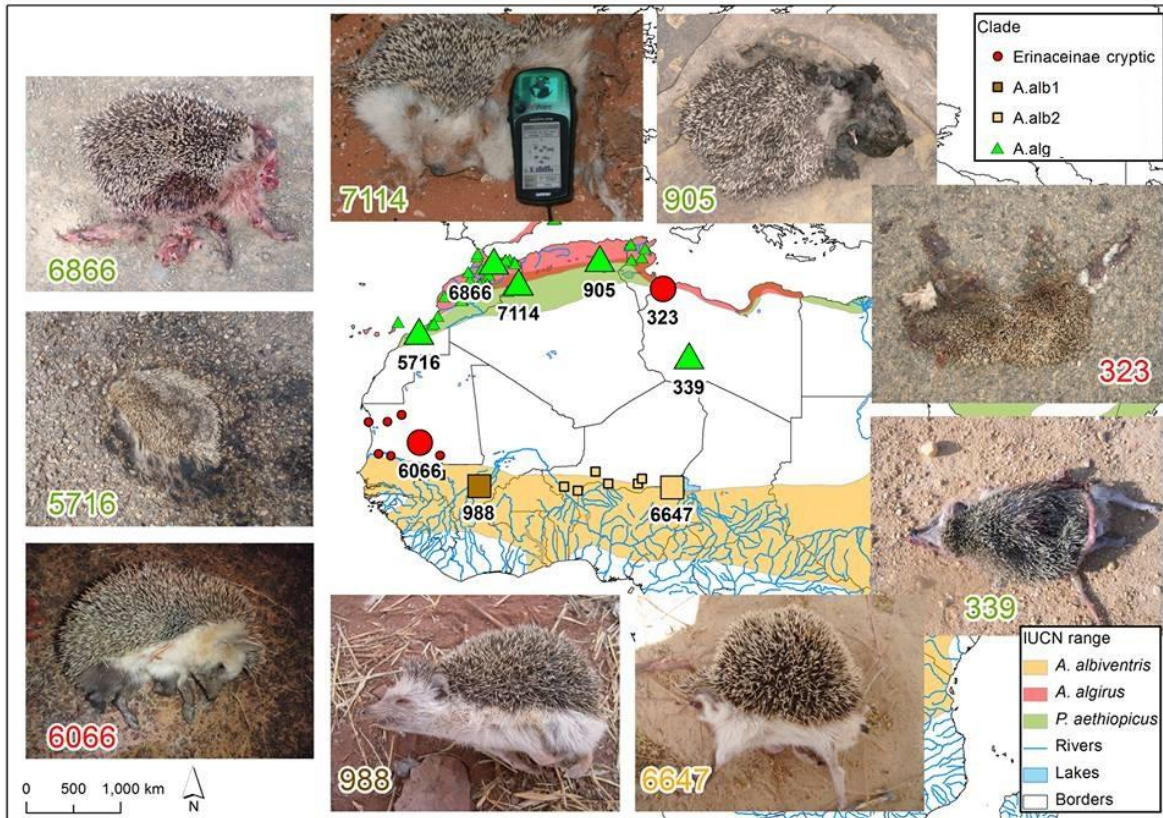 Clade
Erinaceinae cryptic
A.alb1
A.alb2
A.alg
7114
905
6866
323
5716
339
6066
988
6647
6866
7114
905
323
5716
339
6066
988
6647
IUCN range
A. albiventris
A. algirus
P. aethiopicus
Rivers
Lakes
Borders
0 500 1,000 km
N